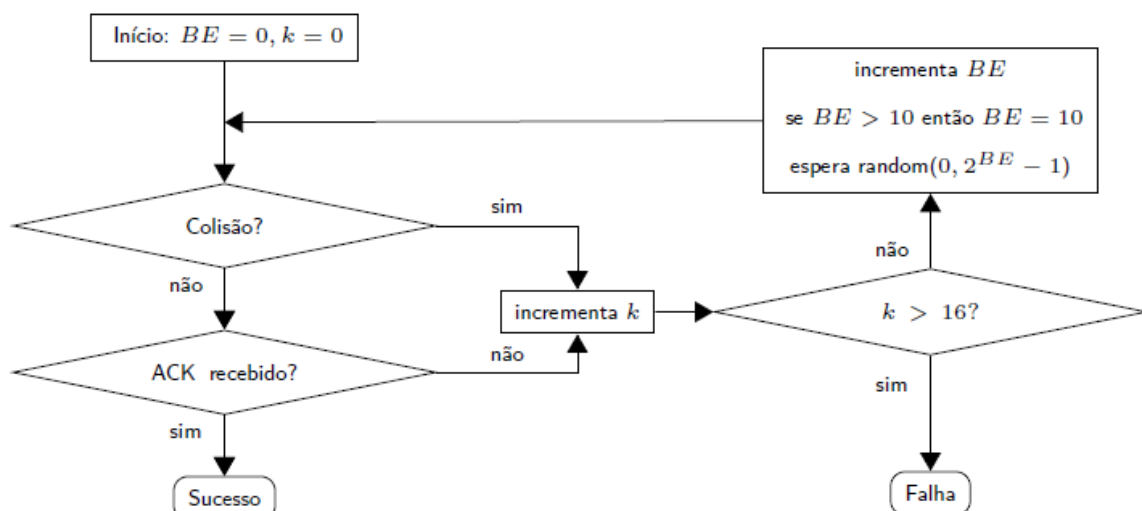 Início: BE = 0, k = 0
incrementa BE
se BE > 10 então BE = 10
espera random(0, 2^{BE} − 1)
Colisão?
sim
não
não
incrementa k
k > 16?
ACK recebido?
não
sim
sim
Sucesso
Falha